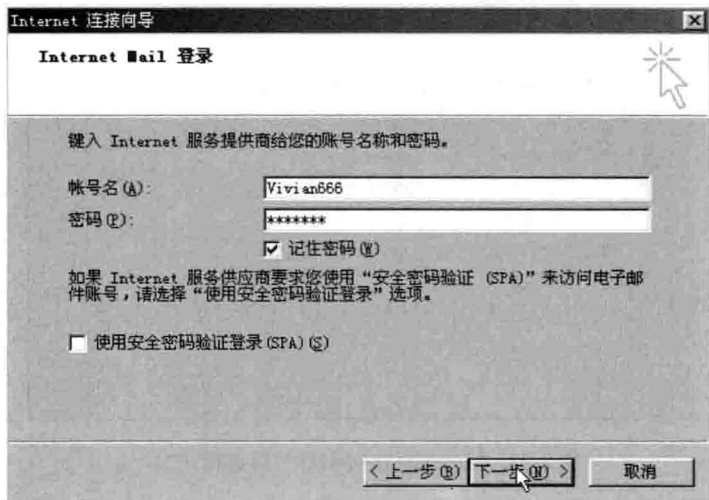 Internet 连接向导
Internet Mail 登录
键入 Internet 服务提供商给您的账号名称和密码。
帐号名(A): Vivian666
密码(P): *******
记住密码(W)
如果 Internet 服务供应商要求您使用“安全密码验证 (SPA)”来访问电子邮
件账号，请选择“使用安全密码验证登录”选项。
使用安全密码验证登录(SPA)(S)
< 上一步(B) 下一步(N) > 取消